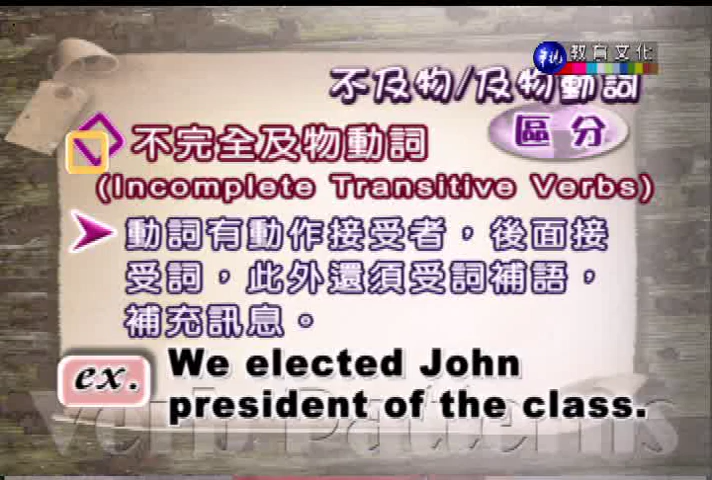 華視 教育文化
不及物/及物動詞
區分
不完全及物動詞
(Incomplete Transitive Verbs)
動詞有動作接受者，後面接
受詞，此外還須受詞補語，
補充訊息。
ex. We elected John
president of the class.
Verb Patterns